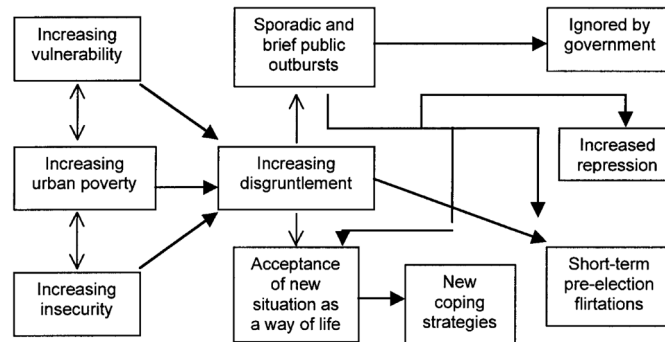 Increasing
vulnerability
Sporadic and
brief public
outbursts
Ignored by
government
Increasing
urban poverty
Increasing
disgruntlement
Increased
repression
Increasing
insecurity
Acceptance
of new
situation as
a way of life
New
coping
strategies
Short-term
pre-election
flirtations